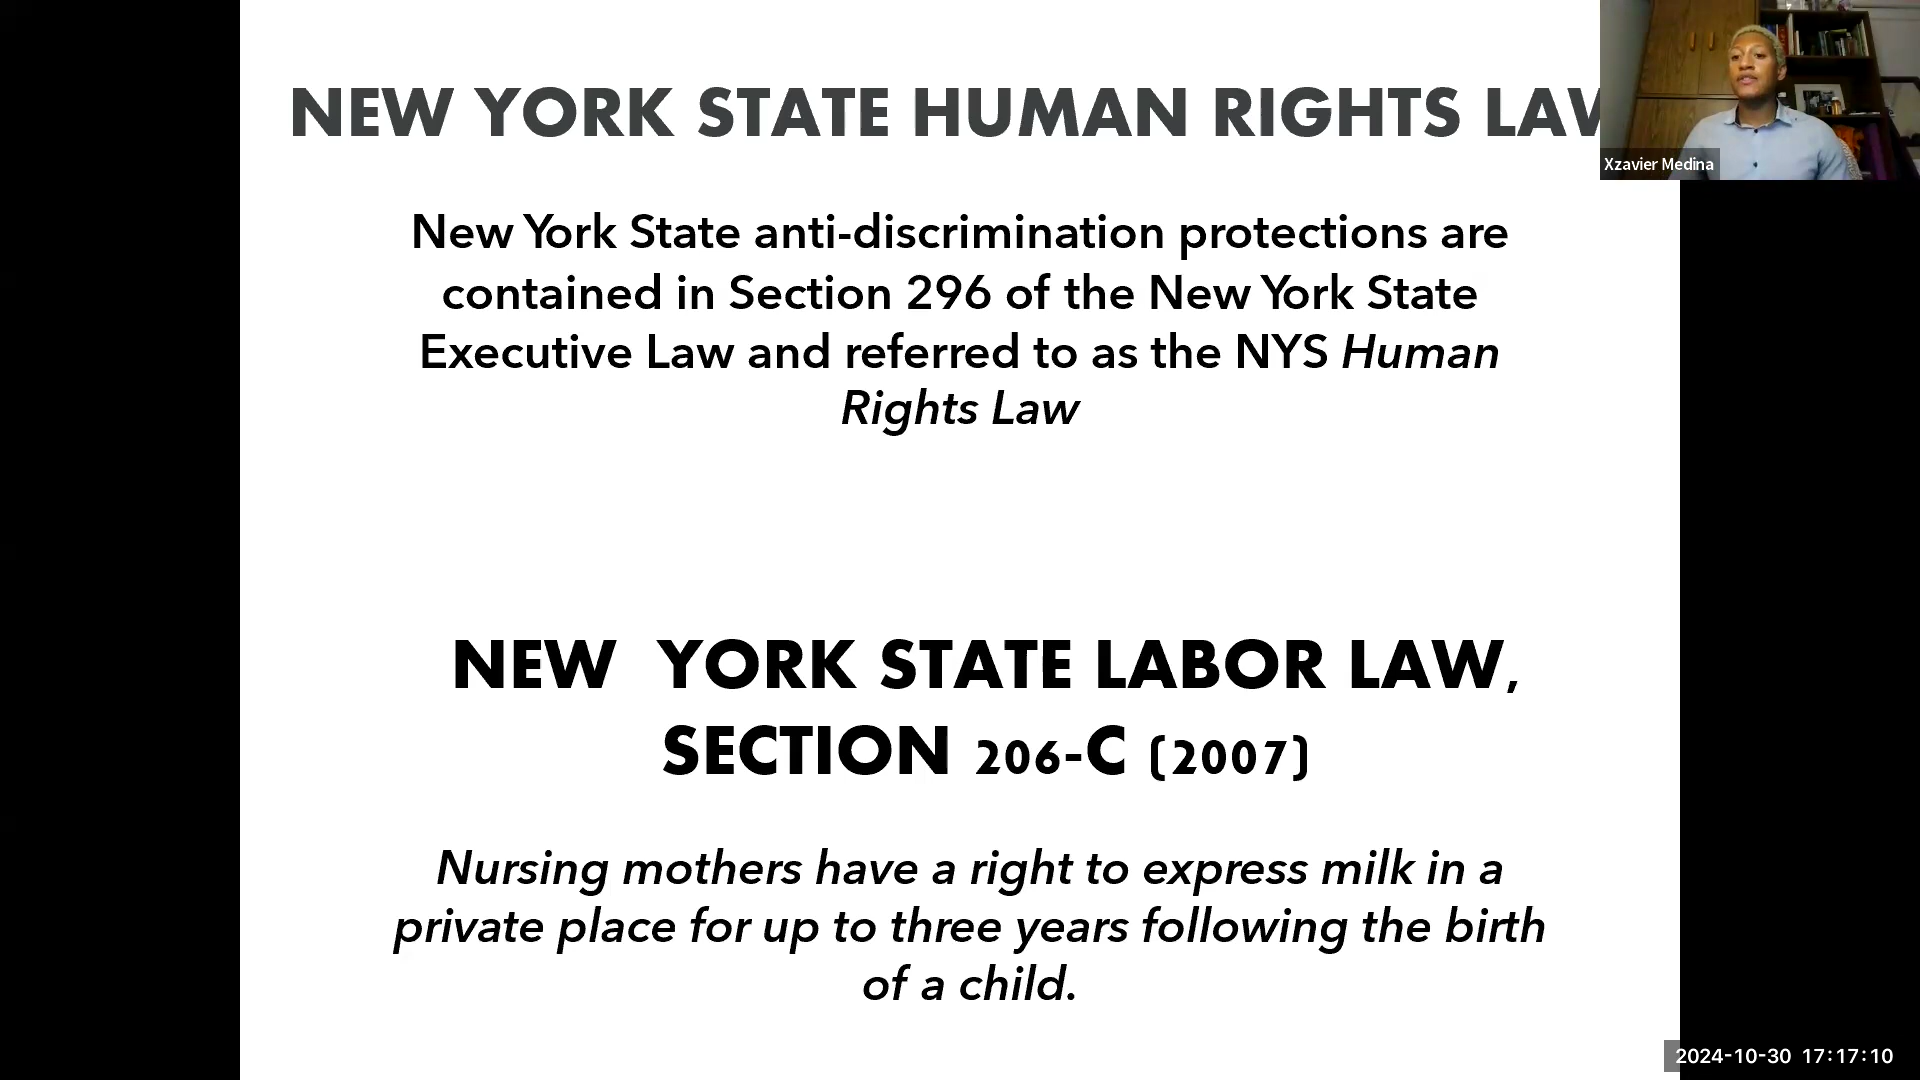 NEW YORK STATE HUMAN RIGHTS LAW
Xzavier Medina
New York State anti-discrimination protections are
contained in Section 296 of the New York State
Executive Law and referred to as the NYS Human
Rights Law
NEW YORK STATE LABOR LAW,
SECTION 206-C (2007)
Nursing mothers have a right to express milk in a
private place for up to three years following the birth
of a child.
2024-10-30 17:17:10